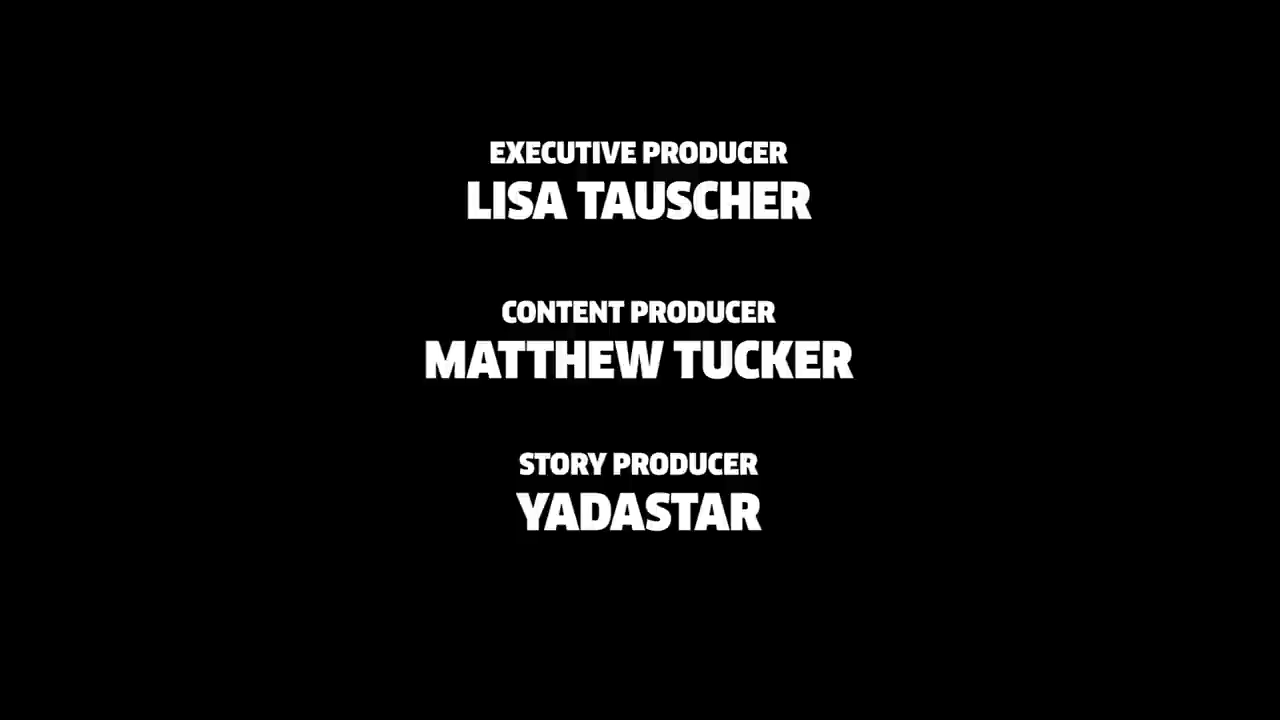 EXECUTIVE PRODUCER
LISA TAUSCHER
CONTENT PRODUCER
MATTHEW TUCKER
STORY PRODUCER
YADASTAR